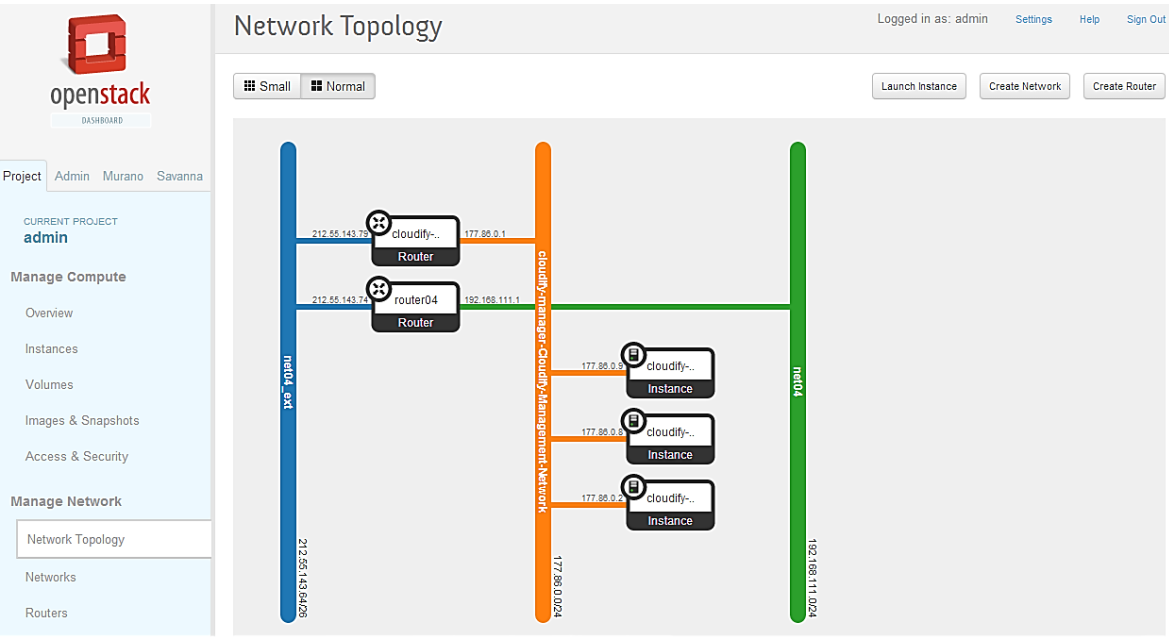 openstack
DASHBOARD
Project Admin Murano Savanna
CURRENT PROJECT
admin
Manage Compute
Overview
Instances
Volumes
Images & Snapshots
Access & Security
Manage Network
Network Topology
Networks
Routers
Network Topology
Logged in as: admin Settings Help Sign Out
Small Normal
Launch Instance Create Network Create Router
212.55.143.79 cloudify-.. 177.86.0.1
Router
212.55.143.74 router04 192.168.111.1
Router
177.86.0.9 cloudify-..
Instance
177.86.0.8 cloudify-..
Instance
177.86.0.2 cloudify-..
Instance
net04_ext
212.55.143.64/26
cloudify-manager-Cloudify-Management-Network
177.86.0.0/24
net04
192.168.111.0/24